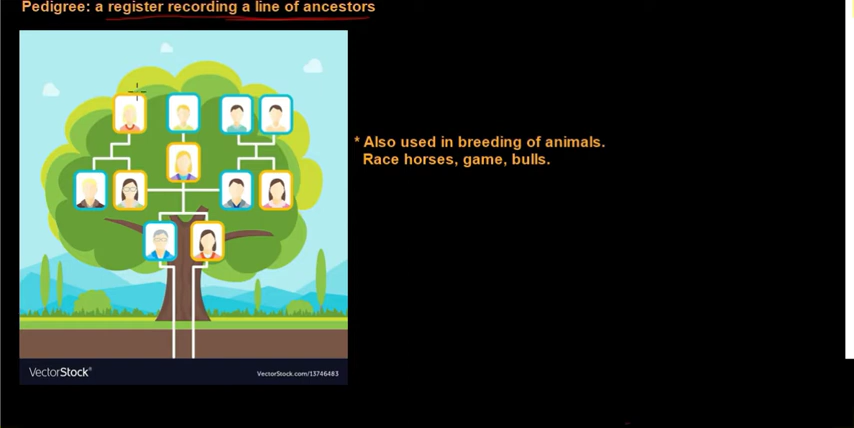 Pedigree: a register recording a line of ancestors
* Also used in breeding of animals.
Race horses, game, bulls.
VectorStock®
VectorStock.com/13746483